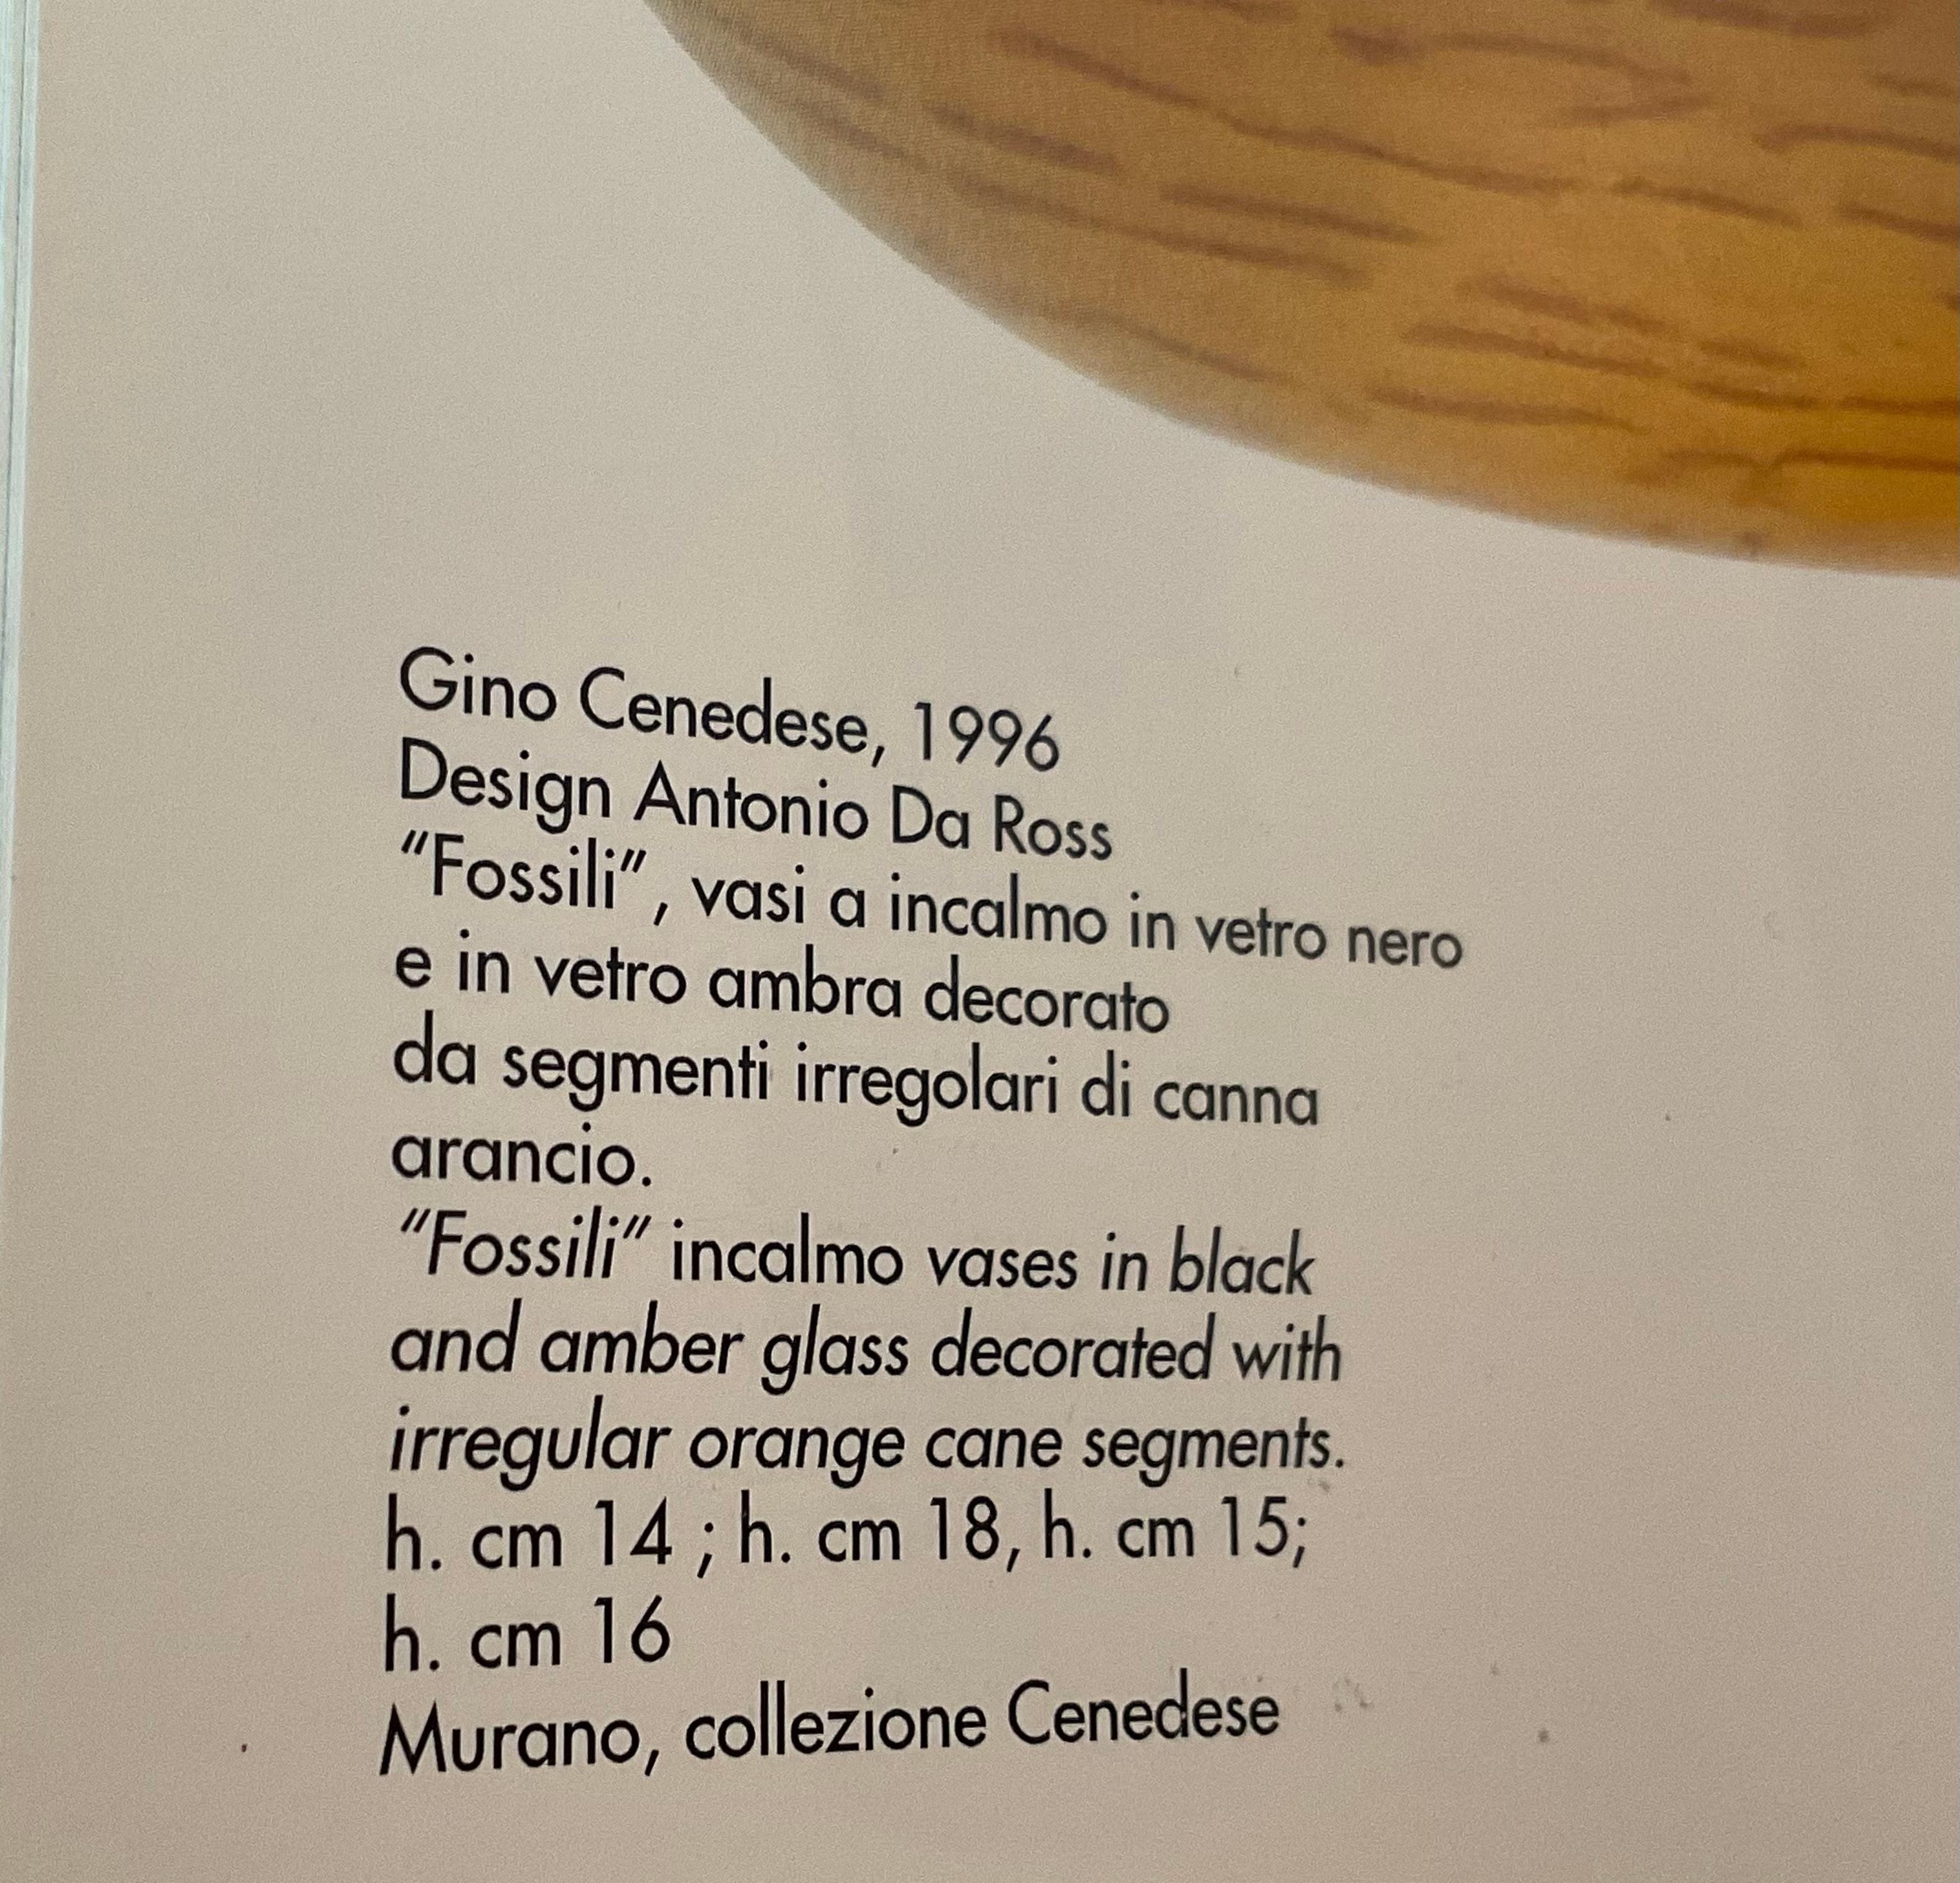 Gino Cenedese, 1996
Design Antonio Da Ross
"Fossili", vasi a incalmo in vetro nero
e in vetro ambra decorato
da segmenti irregolari di canna
arancio.
"Fossili" incalmo vases in black
and amber glass decorated with
irregular orange cane segments.
h. cm 14 ; h. cm 18, h. cm 15;
h. cm 16
Murano, collezione Cenedese